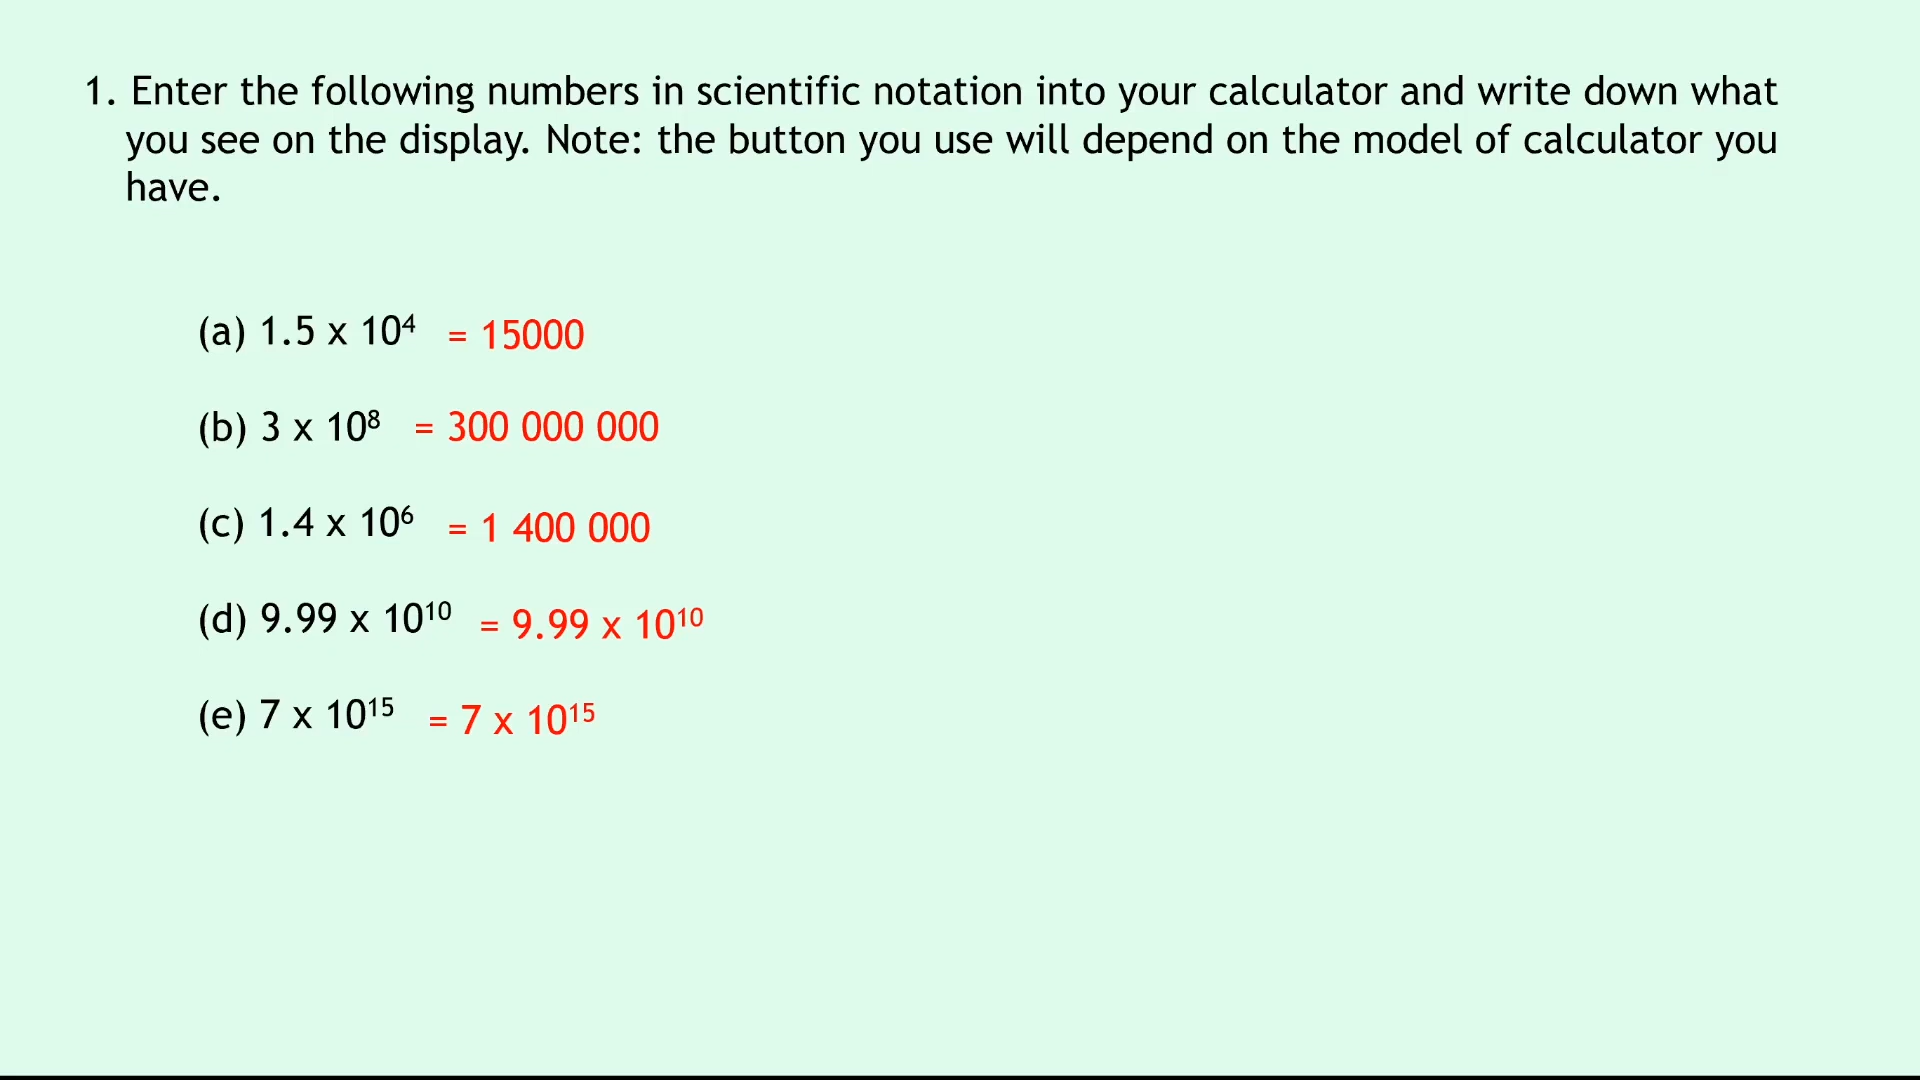 1. Enter the following numbers in scientific notation into your calculator and write down what
you see on the display. Note: the button you use will depend on the model of calculator you
have.
(a) 1.5 x 10⁴ = 15000
(b) 3 x 10⁸ = 300 000 000
(c) 1.4 x 10⁶ = 1 400 000
(d) 9.99 x 10¹⁰ = 9.99 x 10¹⁰
(e) 7 x 10¹⁵ = 7 x 10¹⁵